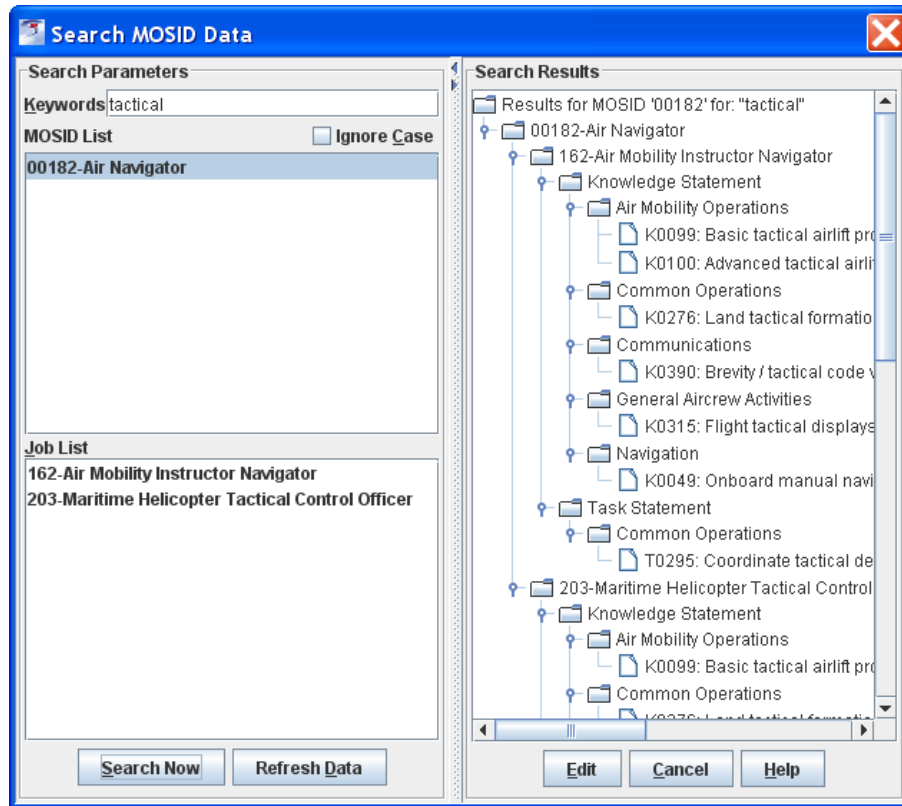 Search MOSID Data
Search Parameters
Keywords tactical
MOSID List
Ignore Case
00182-Air Navigator
Job List
162-Air Mobility Instructor Navigator
203-Maritime Helicopter Tactical Control Officer
Search Now
Refresh Data
Search Results
Results for MOSID '00182' for: "tactical"
00182-Air Navigator
162-Air Mobility Instructor Navigator
Knowledge Statement
Air Mobility Operations
K0099: Basic tactical airlift pro
K0100: Advanced tactical airli
Common Operations
K0276: Land tactical formatio
Communications
K0390: Brevity / tactical code v
General Aircrew Activities
K0315: Flight tactical displays
Navigation
K0049: Onboard manual navi
Task Statement
Common Operations
T0295: Coordinate tactical de
203-Maritime Helicopter Tactical Control
Knowledge Statement
Air Mobility Operations
K0099: Basic tactical airlift pro
Common Operations
K0276: Land tactical formatio
Edit
Cancel
Help